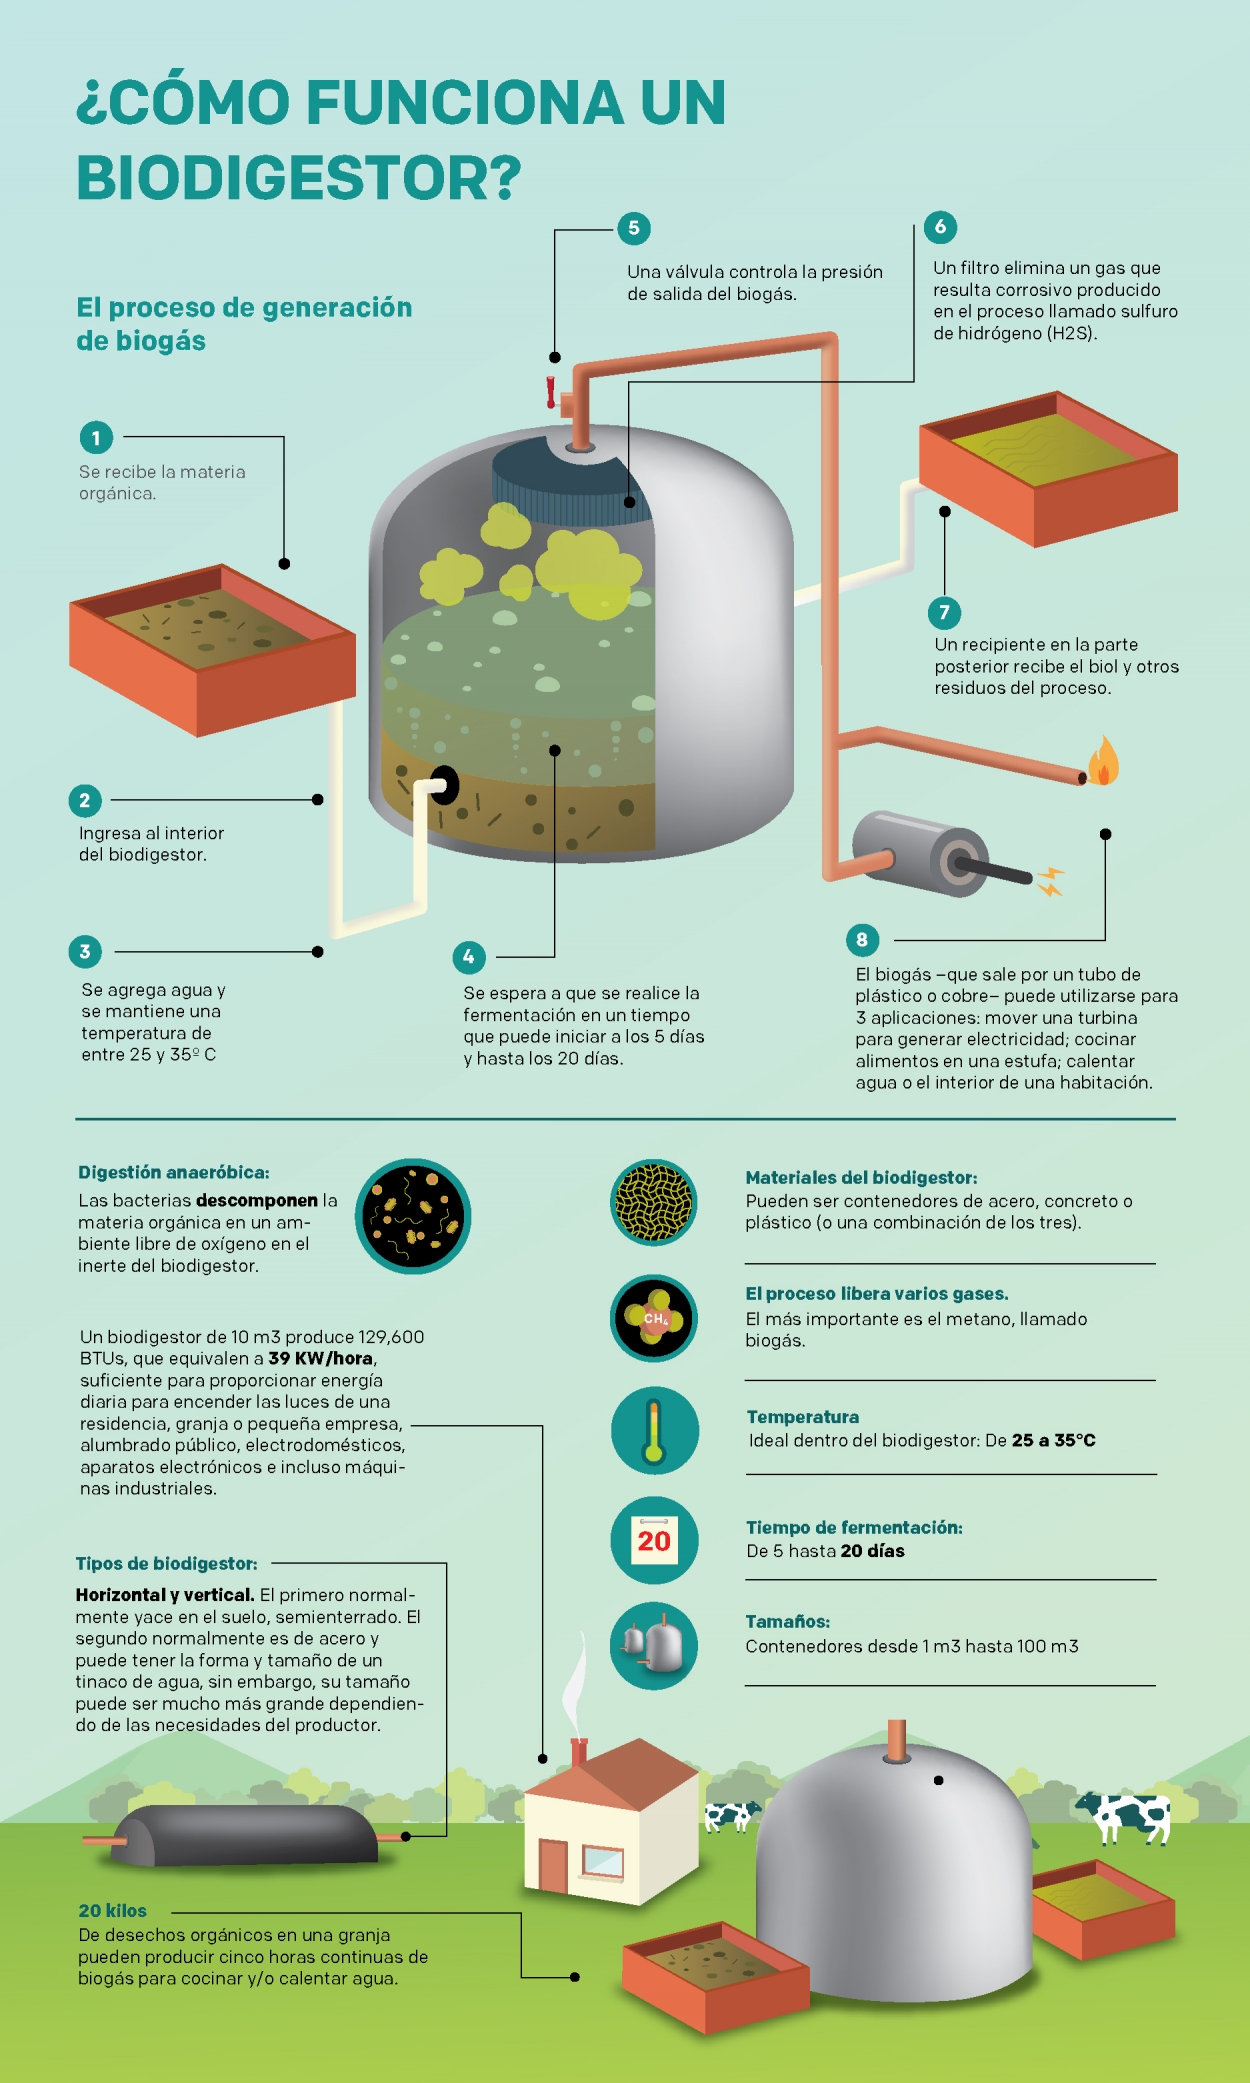 ¿CÓMO FUNCIONA UN
BIODIGESTOR?
El proceso de generación
de biogás
1
Se recibe la materia
orgánica.
2
Ingresa al interior
del biodigestor.
3
Se agrega agua y
se mantiene una
temperatura de
entre 25 y 35º C
4
Se espera a que se realice la
fermentación en un tiempo
que puede iniciar a los 5 días
y hasta los 20 días.
5
Una válvula controla la presión
de salida del biogás.
6
Un filtro elimina un gas que
resulta corrosivo producido
en el proceso llamado sulfuro
de hidrógeno (H2S).
7
Un recipiente en la parte
posterior recibe el biol y otros
residuos del proceso.
8
El biogás –que sale por un tubo de
plástico o cobre– puede utilizarse para
3 aplicaciones: mover una turbina
para generar electricidad; cocinar
alimentos en una estufa; calentar
agua o el interior de una habitación.
Digestión anaeróbica:
Las bacterias descomponen la
materia orgánica en un am-
biente libre de oxígeno en el
inerte del biodigestor.
Un biodigestor de 10 m3 produce 129,600
BTUs, que equivalen a 39 KW/hora,
suficiente para proporcionar energía
diaria para encender las luces de una
residencia, granja o pequeña empresa,
alumbrado público, electrodomésticos,
aparatos electrónicos e incluso máqui-
nas industriales.
Tipos de biodigestor:
Horizontal y vertical. El primero normal-
mente yace en el suelo, semienterrado. El
segundo normalmente es de acero y
puede tener la forma y tamaño de un
tinaco de agua, sin embargo, su tamaño
puede ser mucho más grande dependien-
do de las necesidades del productor.
20 kilos
De desechos orgánicos en una granja
pueden producir cinco horas continuas de
biogás para cocinar y/o calentar agua.
Materiales del biodigestor:
Pueden ser contenedores de acero, concreto o
plástico (o una combinación de los tres).
CH4
El proceso libera varios gases.
El más importante es el metano, llamado
biogás.
Temperatura
Ideal dentro del biodigestor: De 25 a 35°C
20
Tiempo de fermentación:
De 5 hasta 20 días
Tamaños:
Contenedores desde 1 m3 hasta 100 m3